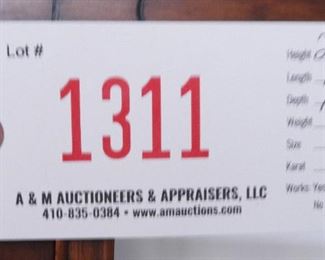 Lot #
1311
A & M AUCTIONEERS & APPRAISERS, LLC
410-835-0384 • www.amauctions.com
Height
Length
Depth
Weight
Size
Karat
Works: Yes
No